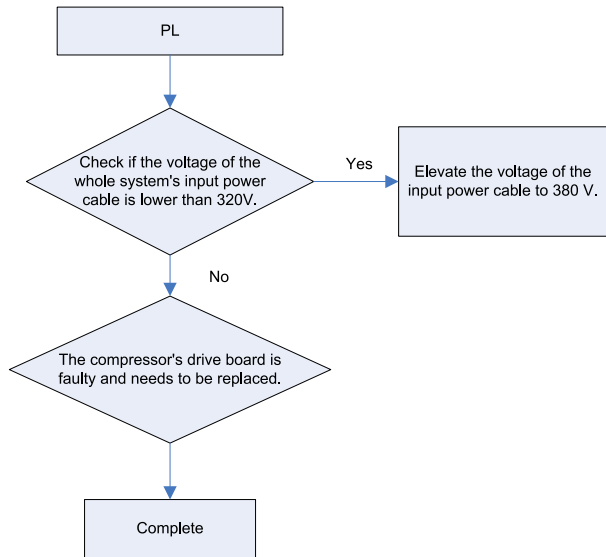 PL
Check if the voltage of the
whole system's input power
cable is lower than 320V.
Yes
Elevate the voltage of the
input power cable to 380 V.
No
The compressor's drive board is
faulty and needs to be replaced.
Complete